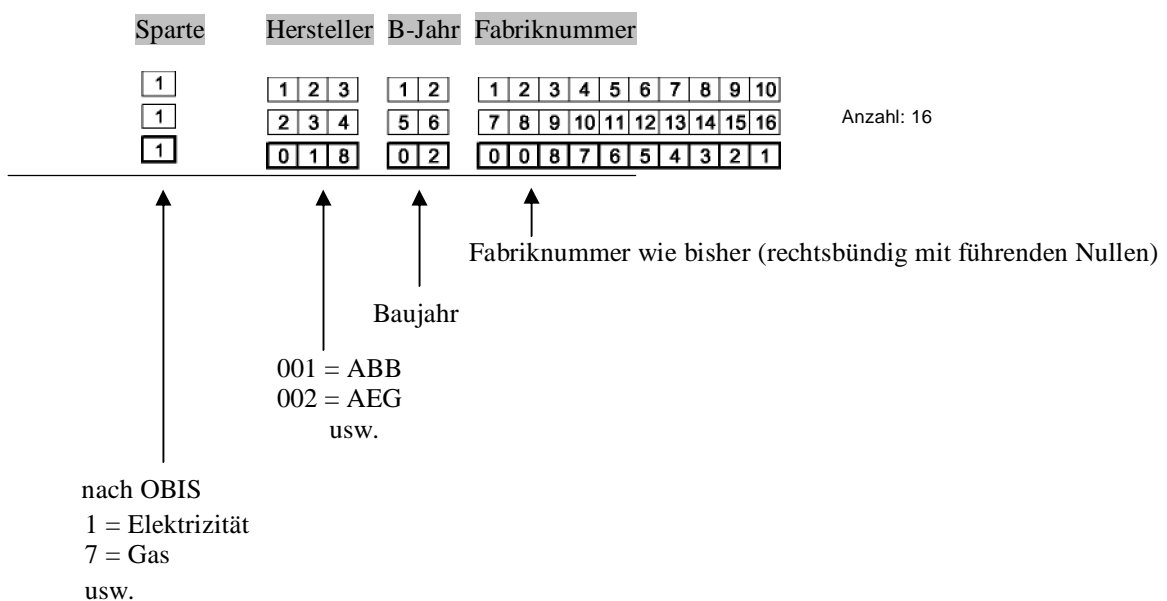 Sparte Hersteller B-Jahr Fabriknummer
1 1 2 3 1 2 1 2 3 4 5 6 7 8 9 10
1 2 3 4 5 6 7 8 9 10 11 12 13 14 15 16 Anzahl: 16
1 0 1 8 0 2 0 0 8 7 6 5 4 3 2 1
Fabriknummer wie bisher (rechtsbündig mit führenden Nullen)
Baujahr
001 = ABB
002 = AEG
usw.
nach OBIS
1 = Elektrizität
7 = Gas
usw.